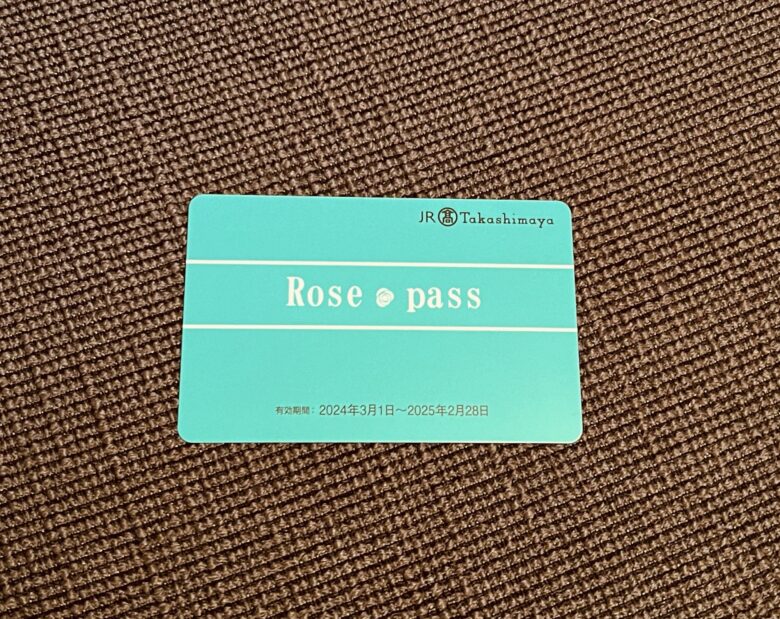 JR 髙 Takashimaya
Rose pass
有効期間：2024年3月1日～2025年2月28日